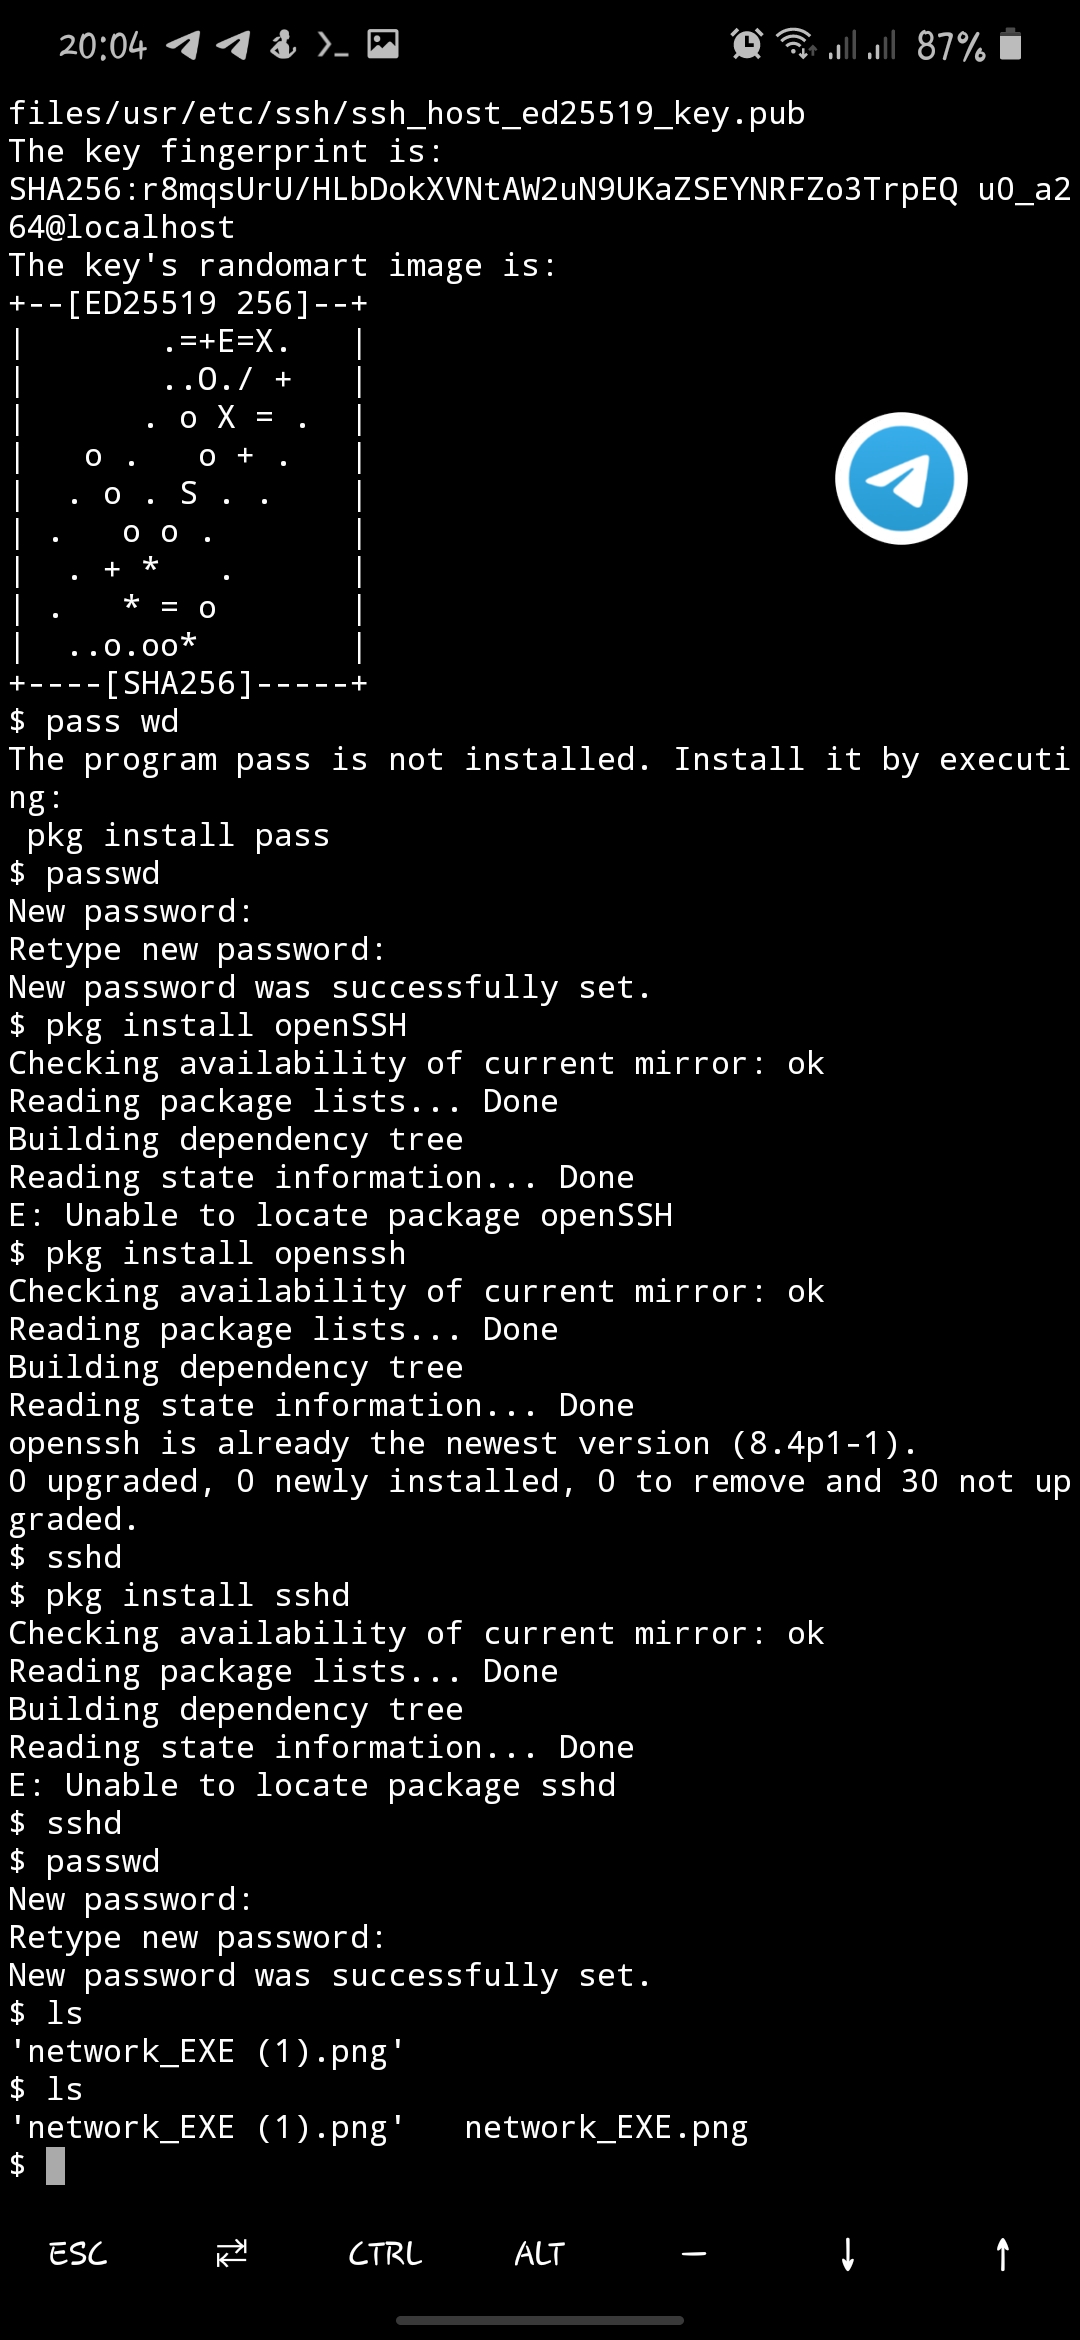 20:04 87%
files/usr/etc/ssh/ssh_host_ed25519_key.pub
The key fingerprint is:
SHA256:r8mqsUrU/HLbDokXVNtAW2uN9UKaZSEYNRFZo3TrpEQ u0_a2
64@localhost
The key's randomart image is:
+--[ED25519 256]--+
|       .=+E=X.   |
|       ..O./ +   |
|      . o X = .  |
|   o .   o + .   |
|  . o . S . .    |
| .   o o .       |
|  . + *   .      |
| .   * = o       |
|  ..o.oo*        |
+----[SHA256]-----+
$ pass wd
The program pass is not installed. Install it by executi
ng:
 pkg install pass
$ passwd
New password:
Retype new password:
New password was successfully set.
$ pkg install openSSH
Checking availability of current mirror: ok
Reading package lists... Done
Building dependency tree
Reading state information... Done
E: Unable to locate package openSSH
$ pkg install openssh
Checking availability of current mirror: ok
Reading package lists... Done
Building dependency tree
Reading state information... Done
openssh is already the newest version (8.4p1-1).
0 upgraded, 0 newly installed, 0 to remove and 30 not up
graded.
$ sshd
$ pkg install sshd
Checking availability of current mirror: ok
Reading package lists... Done
Building dependency tree
Reading state information... Done
E: Unable to locate package sshd
$ sshd
$ passwd
New password:
Retype new password:
New password was successfully set.
$ ls
'network_EXE (1).png'
$ ls
'network_EXE (1).png'   network_EXE.png
$
ESC CTRL ALT — ↓ ↑